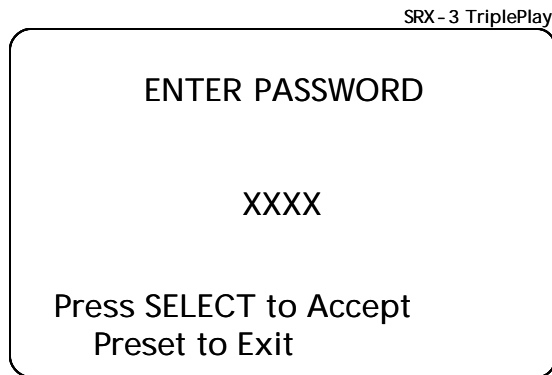 SRX-3 TriplePlay
ENTER PASSWORD
XXXX
Press SELECT to Accept
Preset to Exit